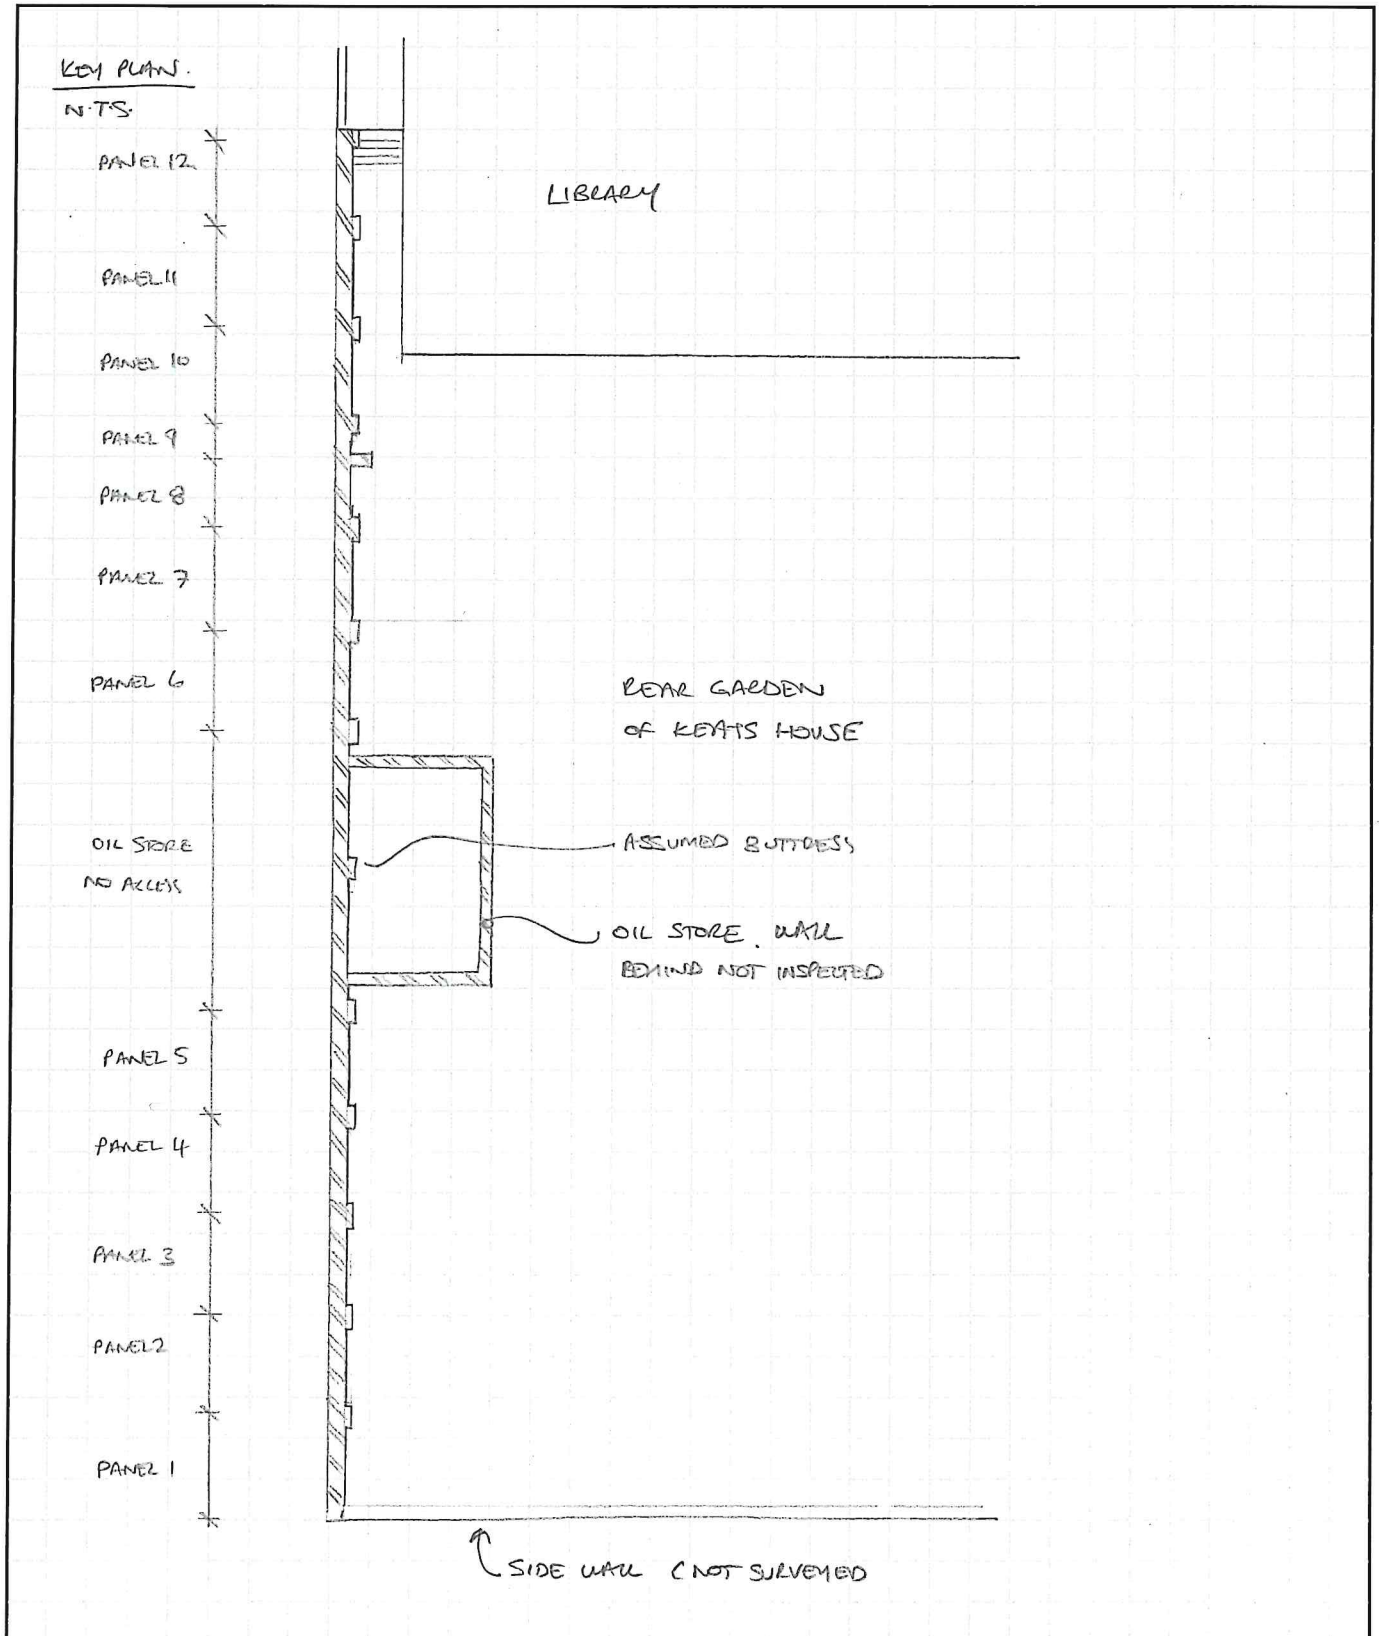 KEY PLAN.
N.T.S.
PANEL 12
LIBRARY
PANEL 11
PANEL 10
PANEL 9
PANEL 8
PANEL 7
PANEL 6
REAR GARDEN
OF KEATS HOUSE
OIL STORE
NO ACCESS
ASSUMED BUTTRESS
OIL STORE. WALL
BEHIND NOT INSPECTED
PANEL 5
PANEL 4
PANEL 3
PANEL 2
PANEL 1
SIDE WALL (NOT SURVEYED